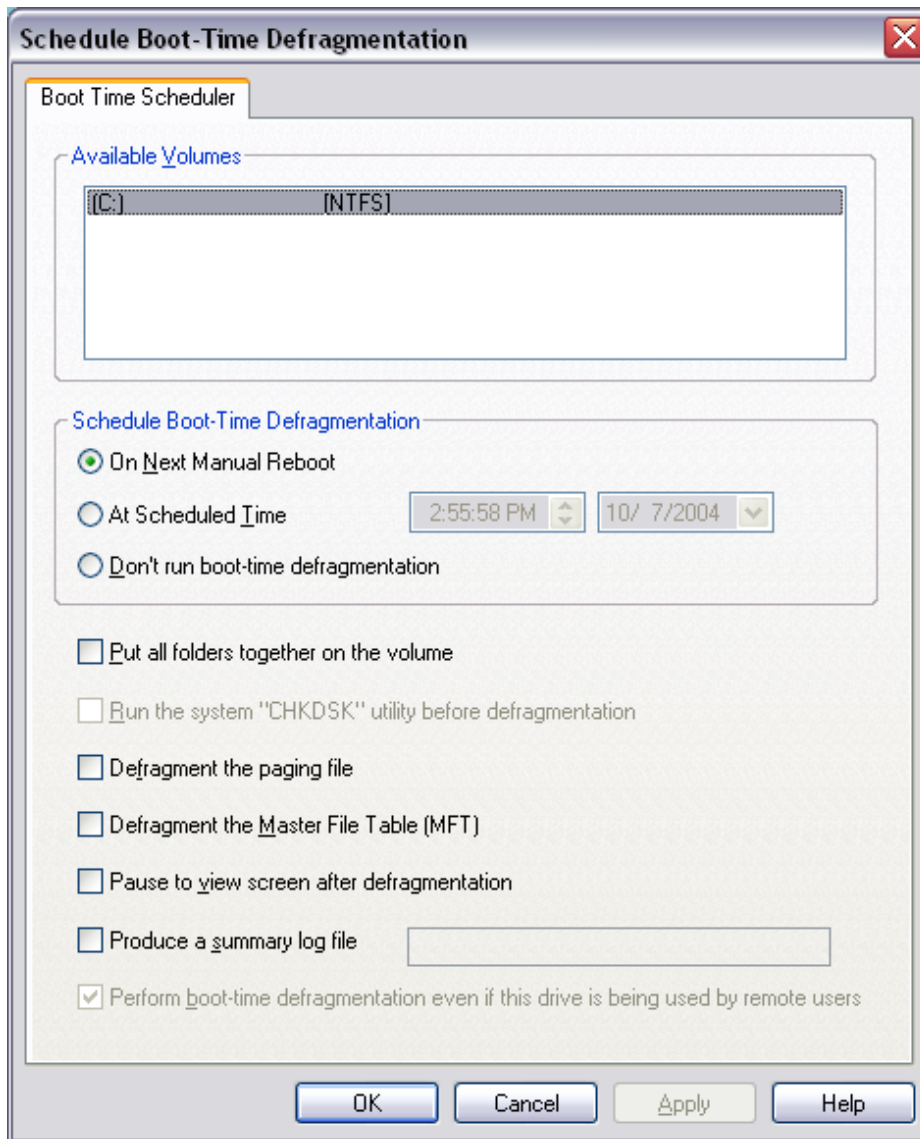 Schedule Boot-Time Defragmentation
Boot Time Scheduler
Available Volumes
(C:) [NTFS]
Schedule Boot-Time Defragmentation
On Next Manual Reboot
At Scheduled Time 2:55:58 PM 10/ 7/2004
Don't run boot-time defragmentation
Put all folders together on the volume
Run the system "CHKDSK" utility before defragmentation
Defragment the paging file
Defragment the Master File Table (MFT)
Pause to view screen after defragmentation
Produce a summary log file
Perform boot-time defragmentation even if this drive is being used by remote users
OK Cancel Apply Help